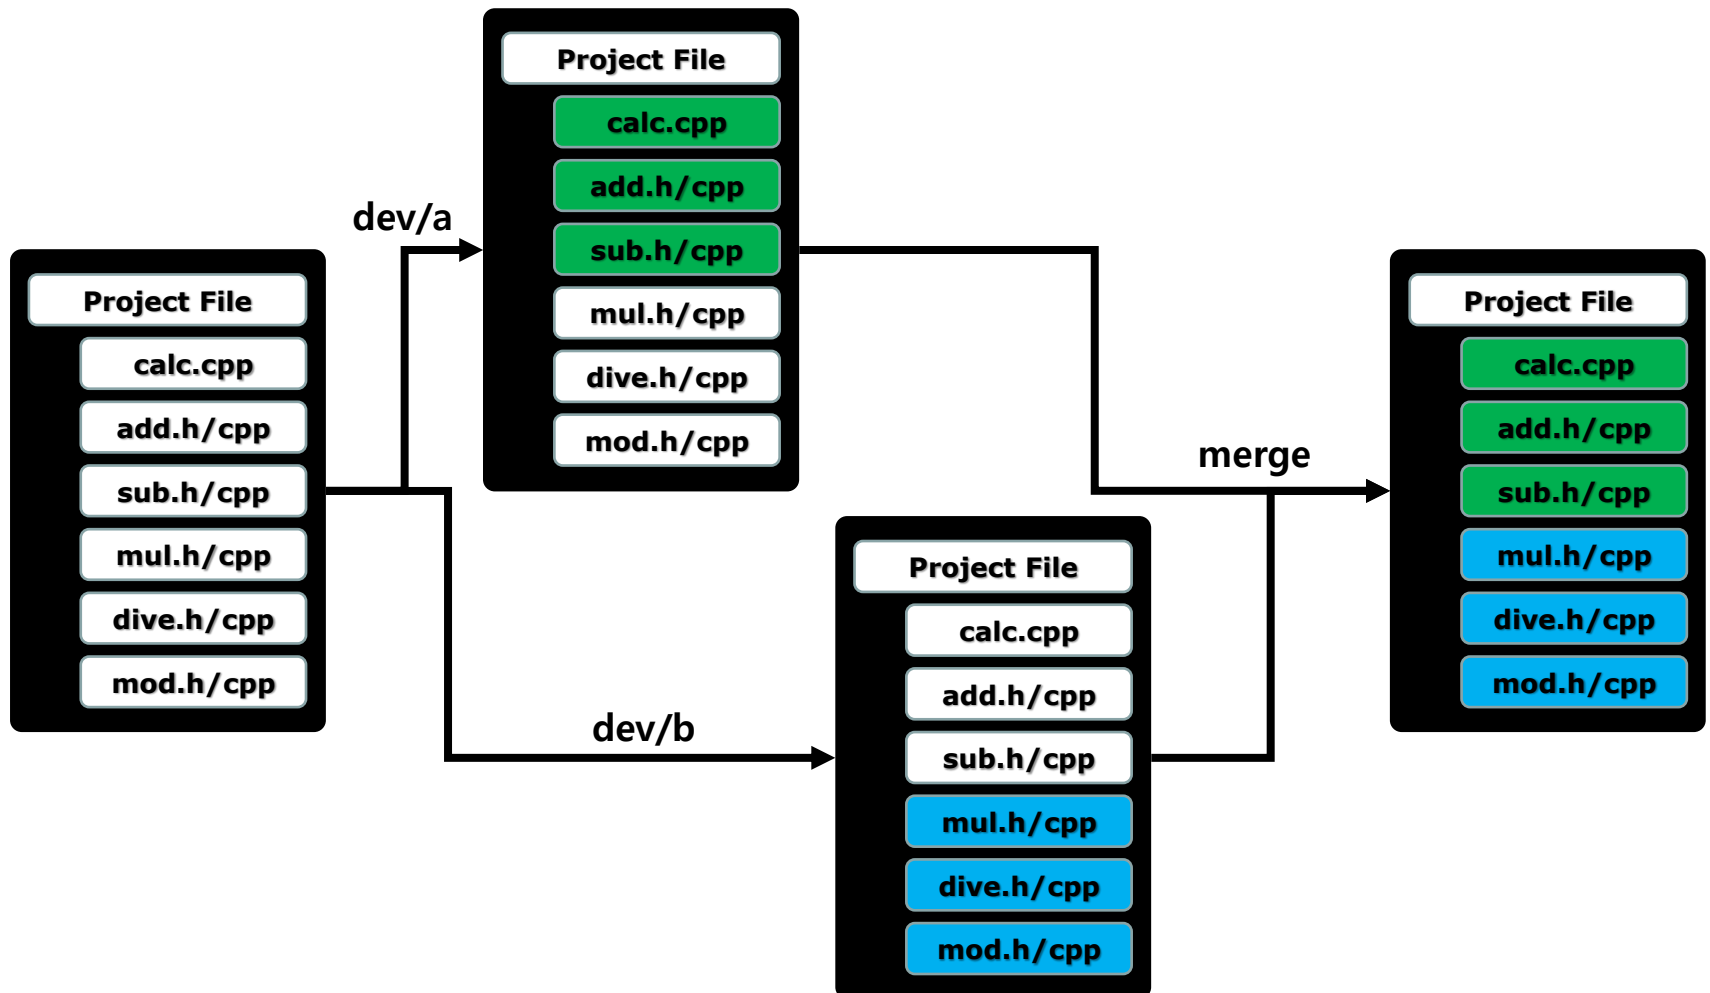 Project File
calc.cpp
add.h/cpp
sub.h/cpp
mul.h/cpp
dive.h/cpp
mod.h/cpp
dev/a
Project File
calc.cpp
add.h/cpp
sub.h/cpp
mul.h/cpp
dive.h/cpp
mod.h/cpp
dev/b
Project File
calc.cpp
add.h/cpp
sub.h/cpp
mul.h/cpp
dive.h/cpp
mod.h/cpp
merge
Project File
calc.cpp
add.h/cpp
sub.h/cpp
mul.h/cpp
dive.h/cpp
mod.h/cpp